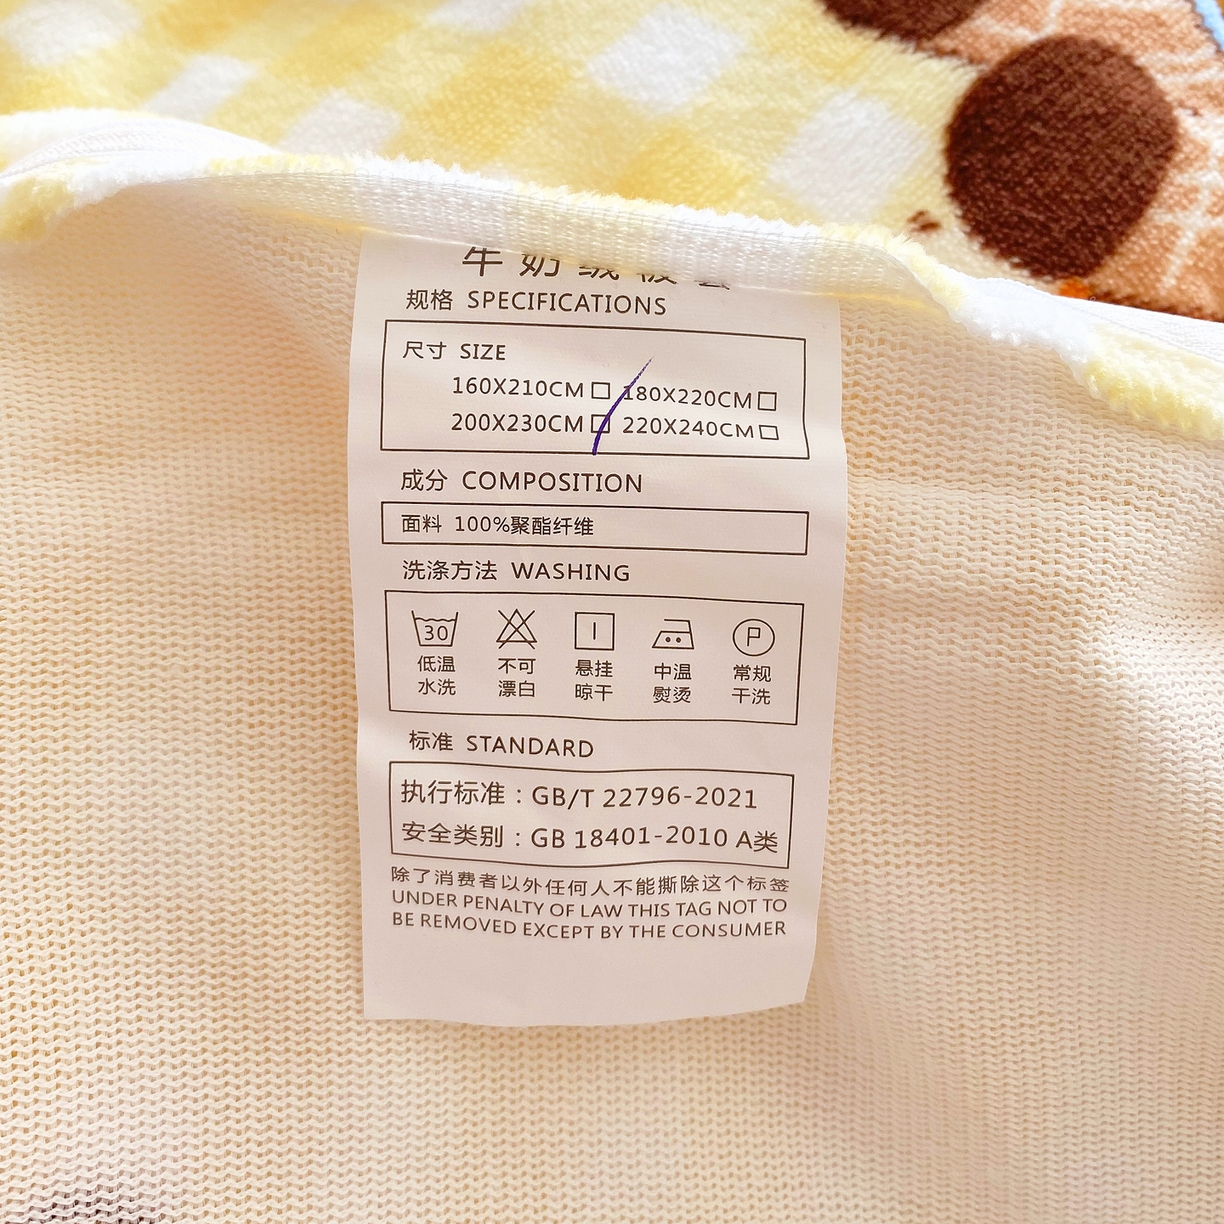 牛奶绒被套
规格 SPECIFICATIONS
尺寸 SIZE
160X210CM□ 180X220CM□
200X230CM□ 220X240CM□
成分 COMPOSITION
面料 100%聚酯纤维
洗涤方法 WASHING
30 P
低温 不可 悬挂 中温 常规
水洗 漂白 晾干 熨烫 干洗
标准 STANDARD
执行标准：GB/T 22796-2021
安全类别：GB 18401-2010 A类
除了消费者以外任何人不能撕除这个标签
UNDER PENALTY OF LAW THIS TAG NOT TO
BE REMOVED EXCEPT BY THE CONSUMER